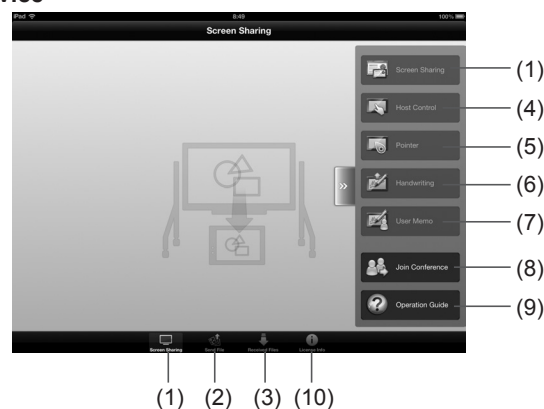 iPad 8:49 100%
Screen Sharing
Screen Sharing (1)
Host Control (4)
Pointer (5)
Handwriting (6)
User Memo (7)
Join Conference (8)
Operation Guide (9)
Screen Sharing Send File Received Files License Info
(1) (2) (3) (10)